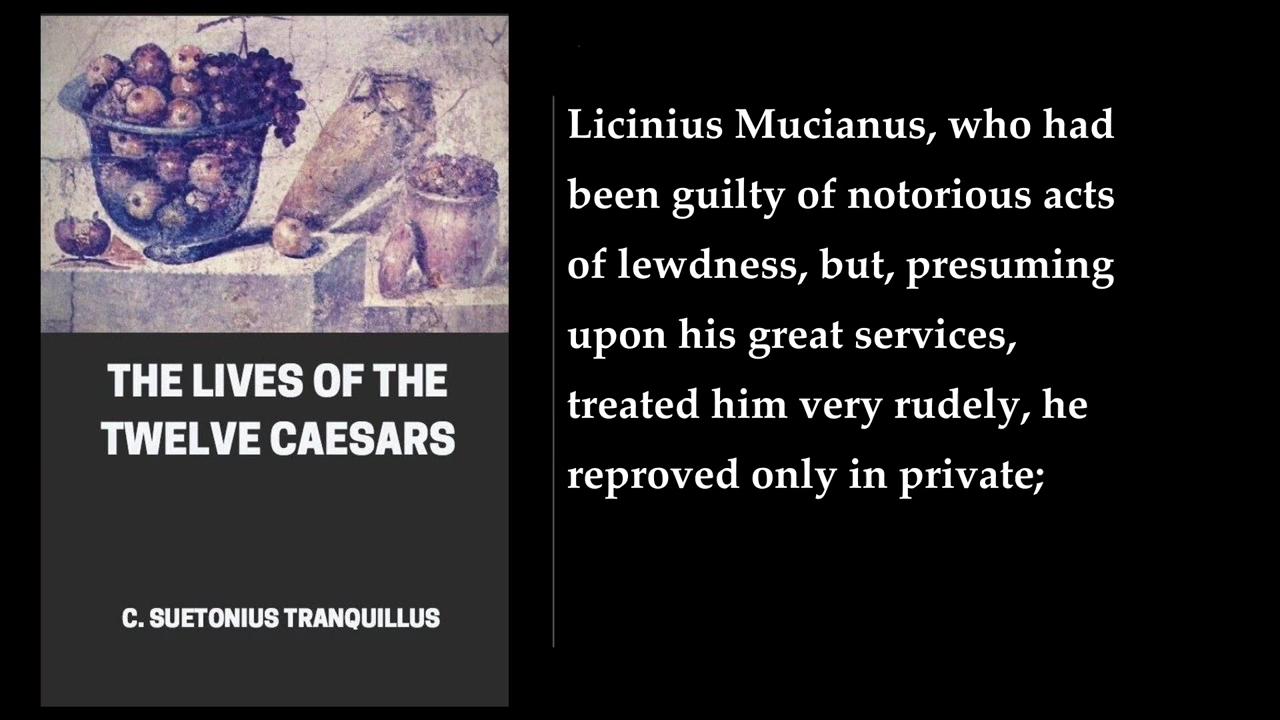 THE LIVES OF THE
TWELVE CAESARS
C. SUETONIUS TRANQUILLUS
Licinius Mucianus, who had
been guilty of notorious acts
of lewdness, but, presuming
upon his great services,
treated him very rudely, he
reproved only in private;